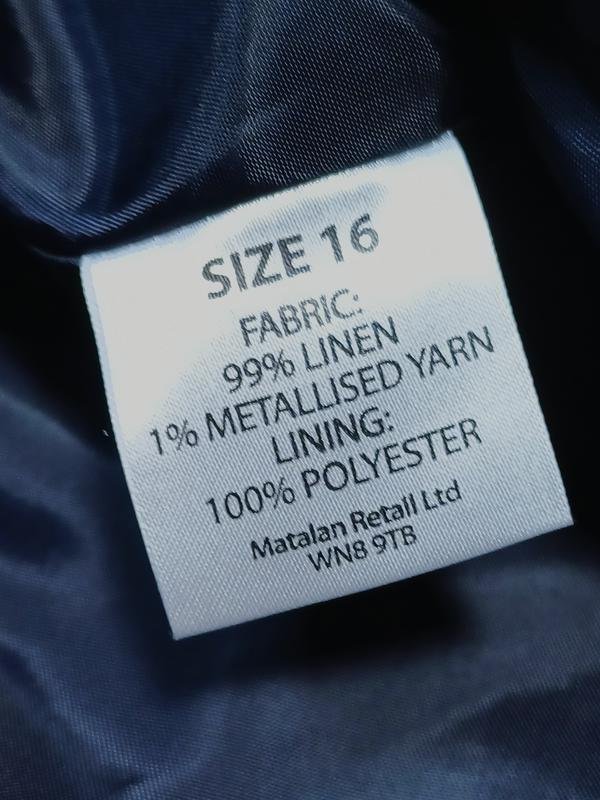 SIZE 16
FABRIC:
99% LINEN
1% METALLISED YARN
LINING:
100% POLYESTER
Matalan Retail Ltd
WN8 9TB